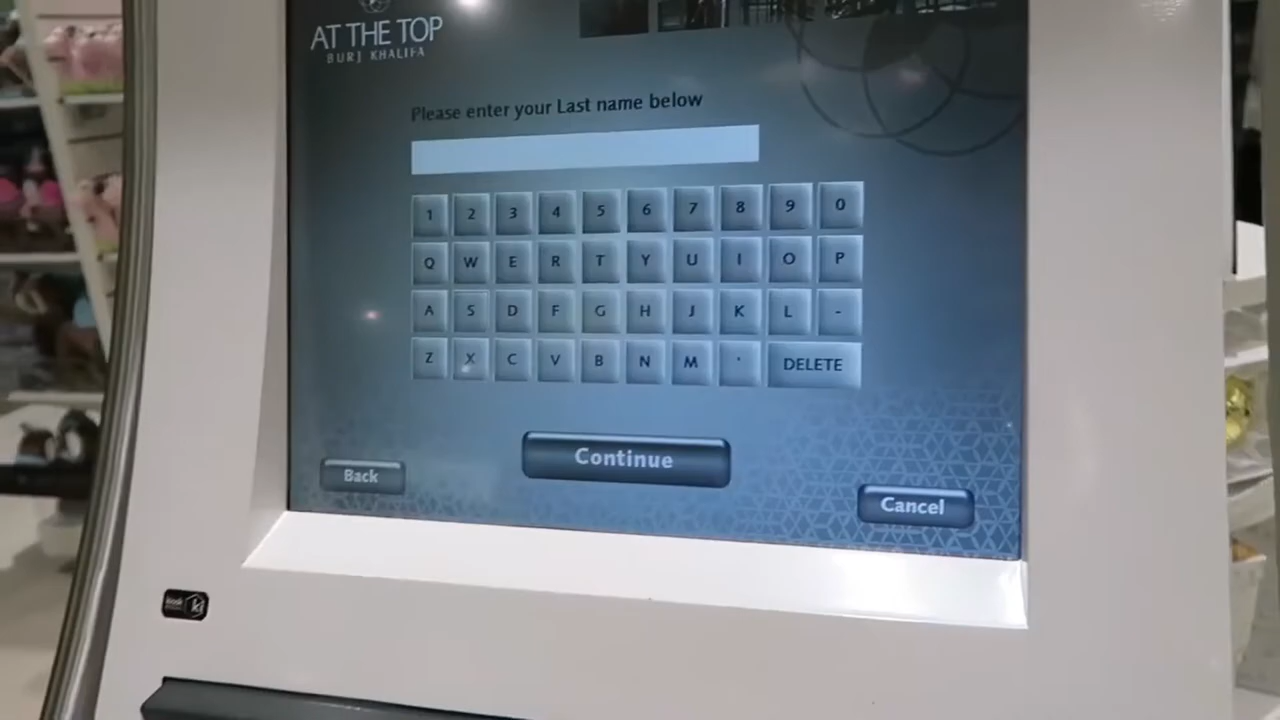 AT THE TOP
BURJ KHALIFA
Please enter your Last name below
1 2 3 4 5 6 7 8 9 0
Q W E R T Y U I O P
A S D F G H J K L -
Z X C V B N M ' DELETE
Continue
Back
Cancel